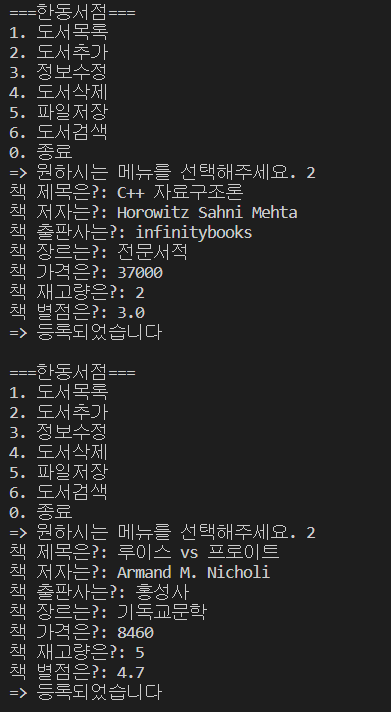 ===한동서점===
1. 도서목록
2. 도서추가
3. 정보수정
4. 도서삭제
5. 파일저장
6. 도서검색
0. 종료
=> 원하시는 메뉴를 선택해주세요. 2
책 제목은?: C++ 자료구조론
책 저자는?: Horowitz Sahni Mehta
책 출판사는?: infinitybooks
책 장르는?: 전문서적
책 가격은?: 37000
책 재고량은?: 2
책 별점은?: 3.0
=> 등록되었습니다
===한동서점===
1. 도서목록
2. 도서추가
3. 정보수정
4. 도서삭제
5. 파일저장
6. 도서검색
0. 종료
=> 원하시는 메뉴를 선택해주세요. 2
책 제목은?: 루이스 vs 프로이트
책 저자는?: Armand M. Nicholi
책 출판사는?: 홍성사
책 장르는?: 기독교문학
책 가격은?: 8460
책 재고량은?: 5
책 별점은?: 4.7
=> 등록되었습니다